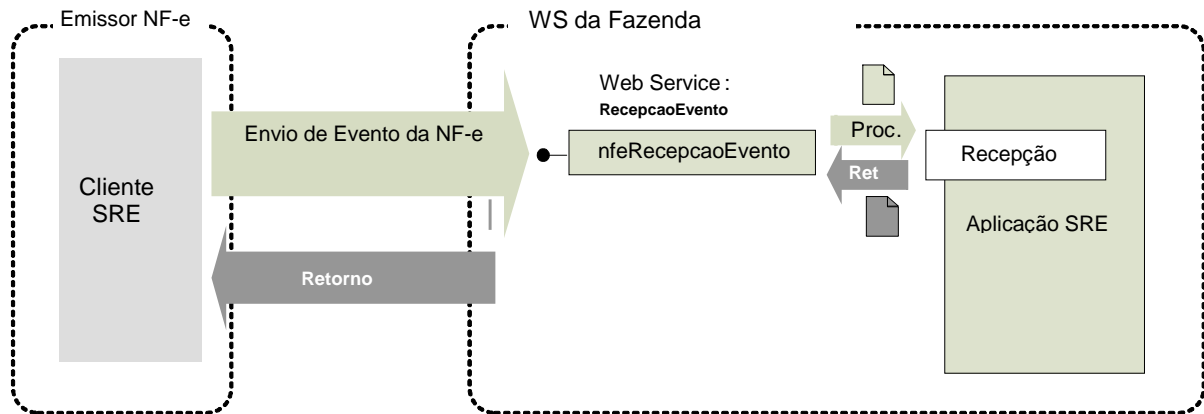 Emissor NF-e
WS da Fazenda
Web Service :
RecepcaoEvento
Envio de Evento da NF-e
nfeRecepcaoEvento
Proc.
Ret
Recepção
Cliente
SRE
Aplicação SRE
Retorno